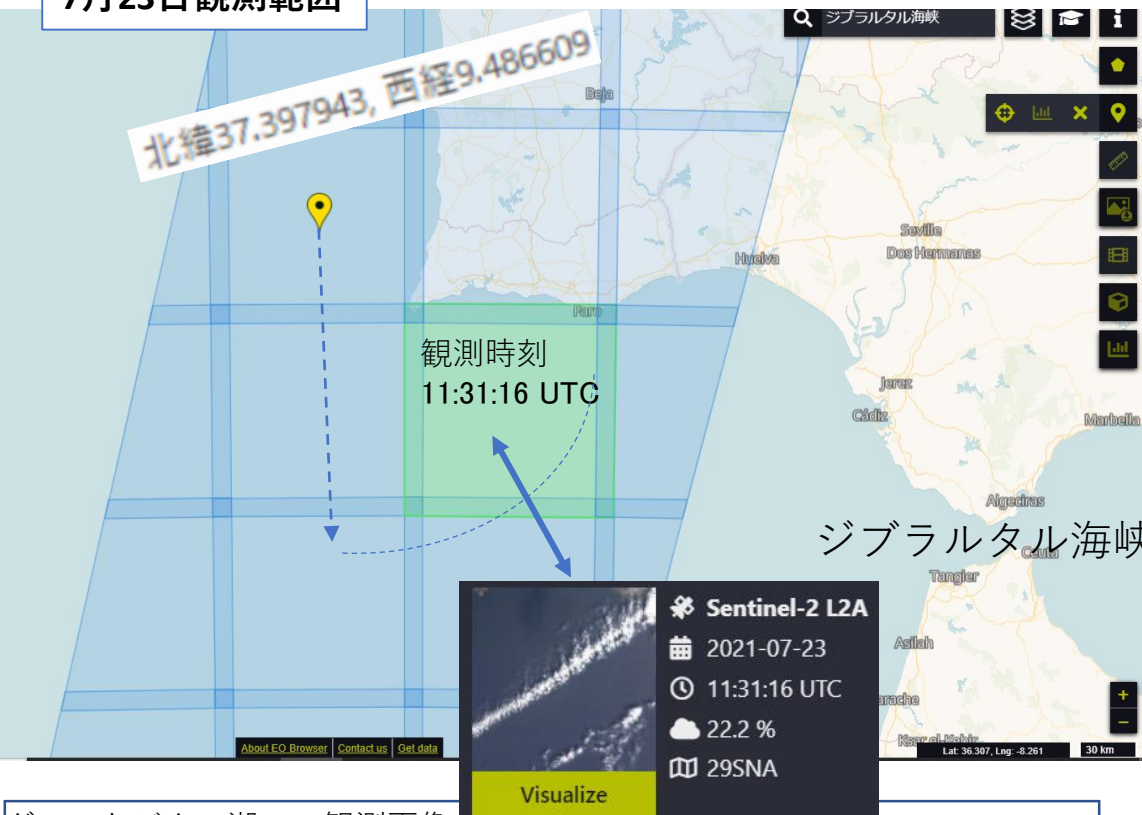 7月23日観測範囲
ジブラルタル海峡
北緯37.397943, 西経9.486609
Beja
Seville
Dos Hermanas
Huelva
Faro
観測時刻
11:31:16 UTC
Jerez
Cádiz
Marbella
Algeciras
ジブラルタル海峡
Ceuta
Tangier
Sentinel-2 L2A
2021-07-23
Asilah
11:31:16 UTC
22.2 %
29SNA
Visualize
About EO Browser | Contact us | Get data
Ksar el-Kebir
Lat: 36.307, Lng: -8.261
30 km